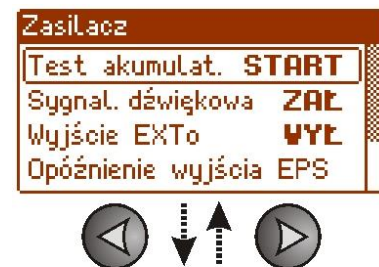 Zasilacz
Test akumulat. START
Sygnal. dźwiękowa ZAŁ
Wyjście EXTo WYŁ
Opóźnienie wyjścia EPS